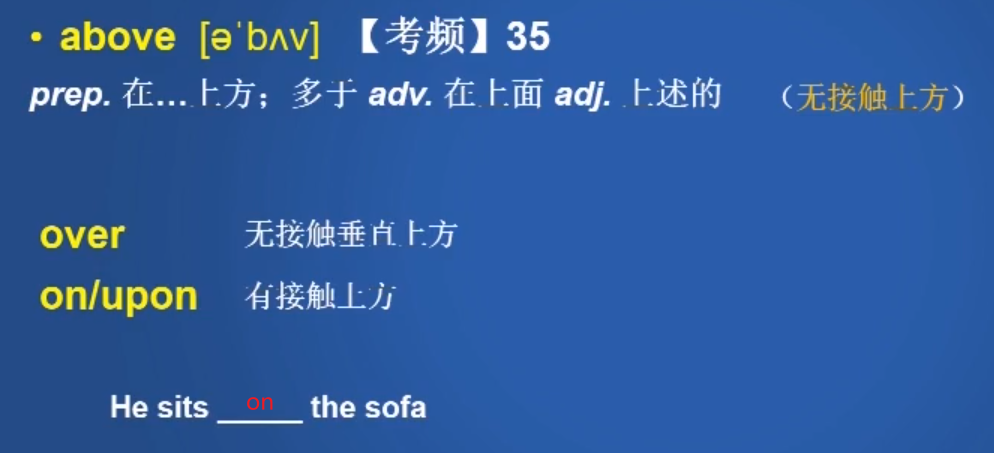 • above [əˈbʌv] 【考频】35
prep. 在…上方；多于 adv. 在上面 adj. 上述的 （无接触上方）
over 无接触垂直上方
on/upon 有接触上方
He sits __on__ the sofa